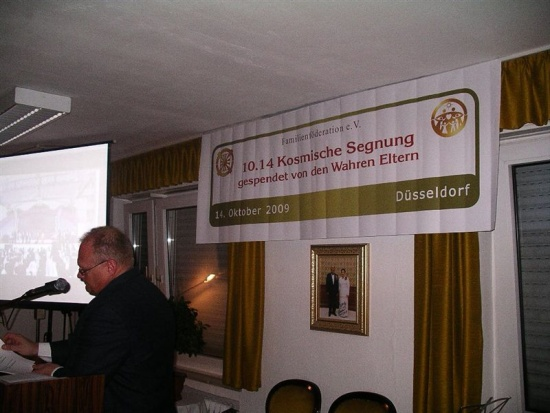 Familienföderation e.V.
10.14 Kosmische Segnung
gespendet von den Wahren Eltern
14. Oktober 2009
Düsseldorf